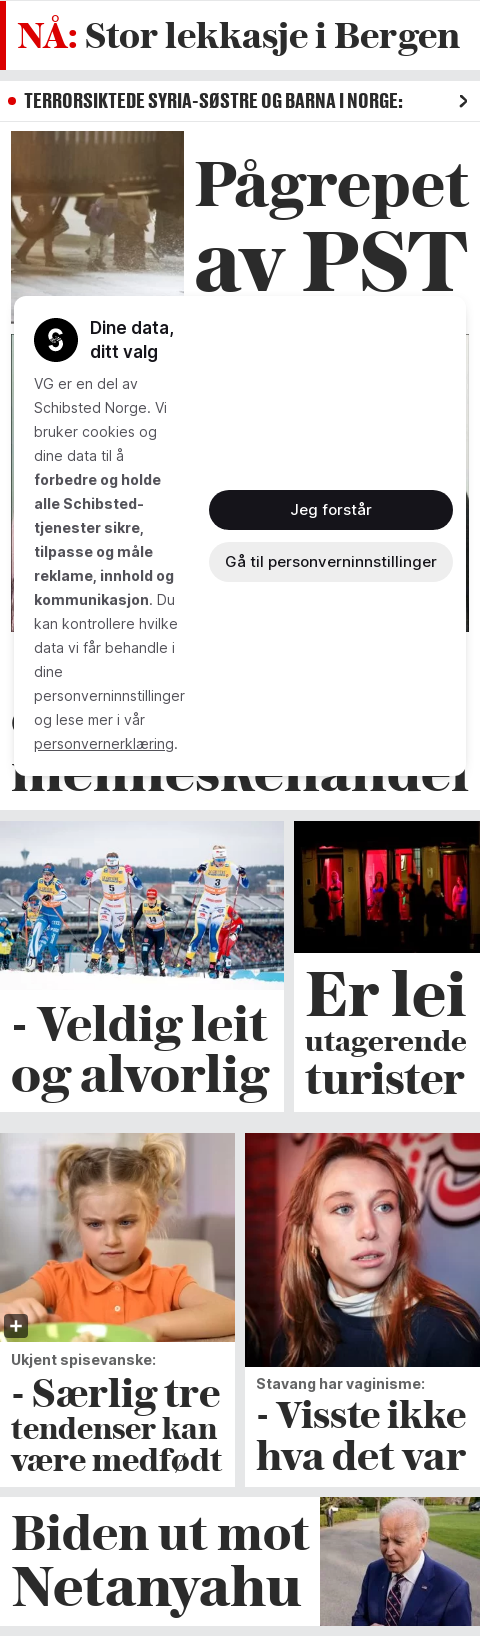 NÅ: Stor lekkasje i Bergen
TERRORSIKTEDE SYRIA-SØSTRE OG BARNA I NORGE:
Pågrepet
av PST
Dine data,
ditt valg
VG er en del av
Schibsted Norge. Vi
bruker cookies og
dine data til å
forbedre og holde
alle Schibsted-
tjenester sikre,
tilpasse og måle
reklame, innhold og
kommunikasjon. Du
kan kontrollere hvilke
data vi får behandle i
dine
personverninnstillinger
og lese mer i vår
personvernerklæring.
Jeg forstår
Gå til personverninnstillinger
menneskehandel
- Veldig leit
og alvorlig
Er lei
utagerende
turister
Ukjent spisevanske:
- Særlig tre
tendenser kan
være medfødt
Stavang har vaginisme:
- Visste ikke
hva det var
Biden ut mot
Netanyahu